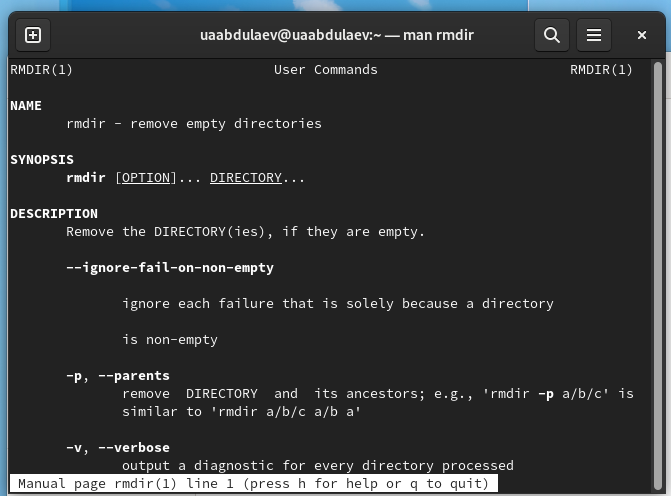 uaabdulaev@uaabdulaev:~ — man rmdir
RMDIR(1) User Commands RMDIR(1)
NAME
rmdir - remove empty directories
SYNOPSIS
rmdir [OPTION]... DIRECTORY...
DESCRIPTION
Remove the DIRECTORY(ies), if they are empty.
--ignore-fail-on-non-empty
ignore each failure that is solely because a directory
is non-empty
-p, --parents
remove DIRECTORY and its ancestors; e.g., 'rmdir -p a/b/c' is
similar to 'rmdir a/b/c a/b a'
-v, --verbose
output a diagnostic for every directory processed
Manual page rmdir(1) line 1 (press h for help or q to quit)